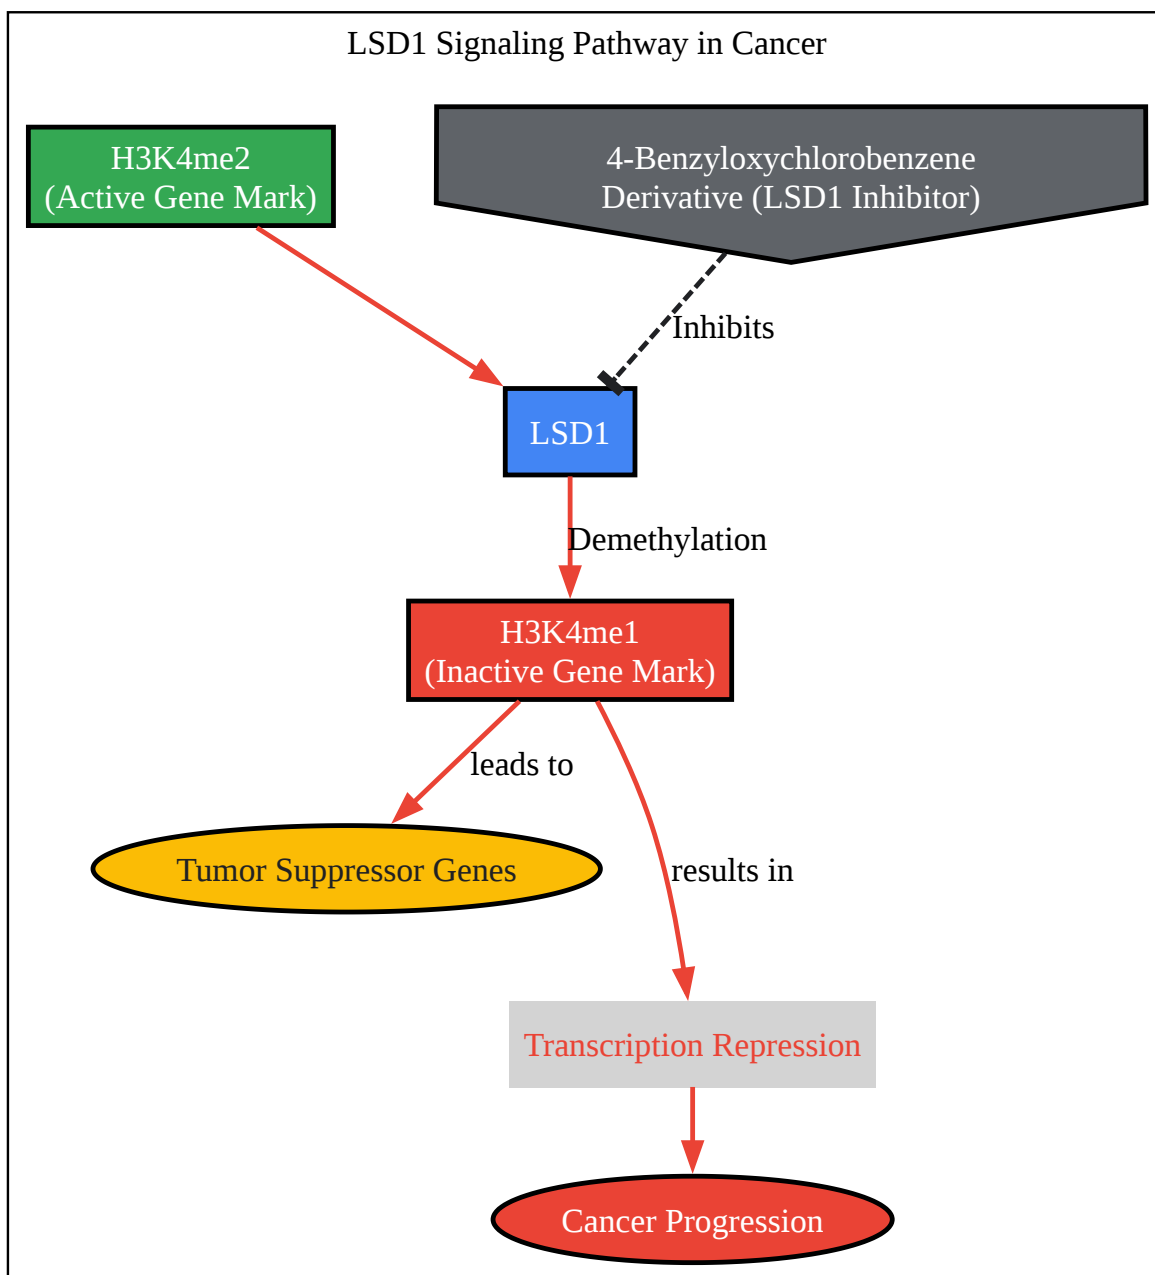 LSD1 Signaling Pathway in Cancer
H3K4me2
(Active Gene Mark)
4-Benzyloxychlorobenzene
Derivative (LSD1 Inhibitor)
Inhibits
LSD1
Demethylation
H3K4me1
(Inactive Gene Mark)
leads to
Tumor Suppressor Genes
results in
Transcription Repression
Cancer Progression